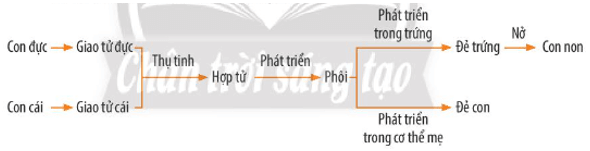 Con đực
Giao tử đực
Con cái
Giao tử cái
Thụ tinh
Hợp tử
Phát triển
Phôi
Phát triển
trong trứng
Đẻ trứng
Nở
Con non
Phát triển
trong cơ thể mẹ
Đẻ con
Chân trời sáng tạo